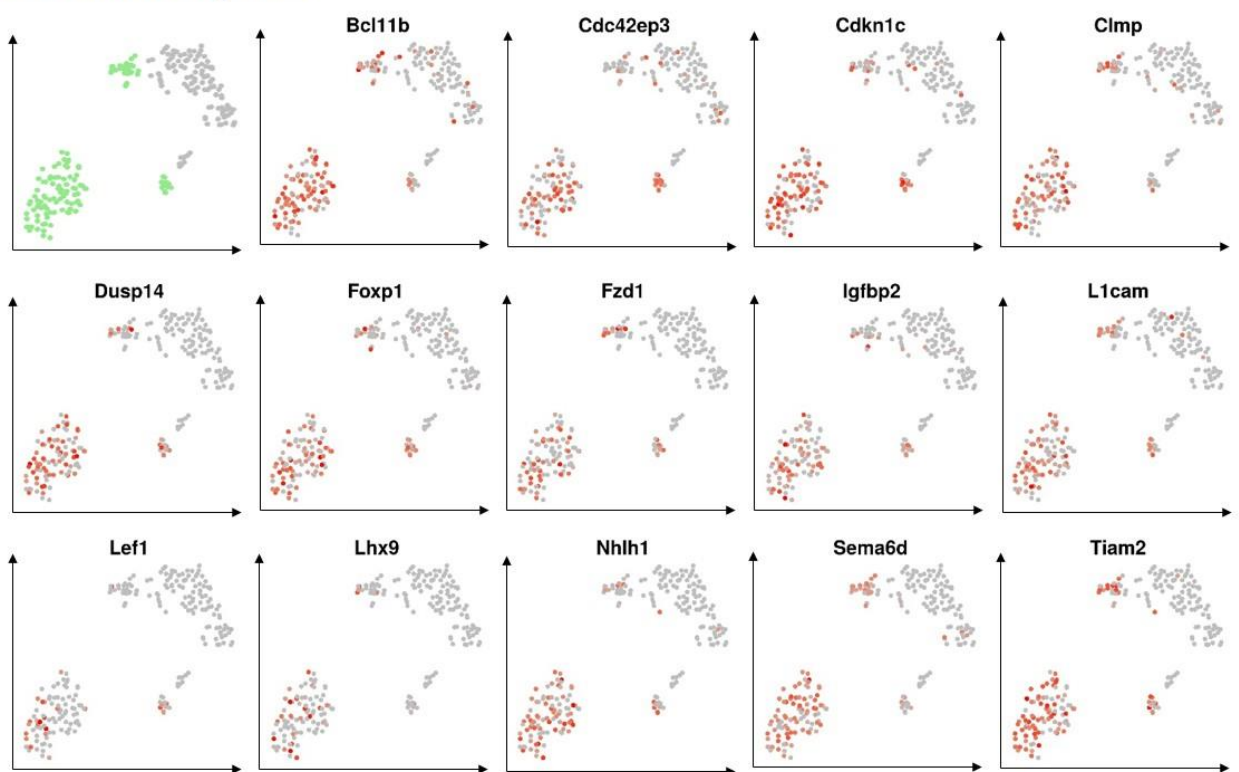 Bcl11b Cdc42ep3 Cdkn1c Clmp
Dusp14 Foxp1 Fzd1 Igfbp2 L1cam
Lef1 Lhx9 Nhlh1 Sema6d Tiam2